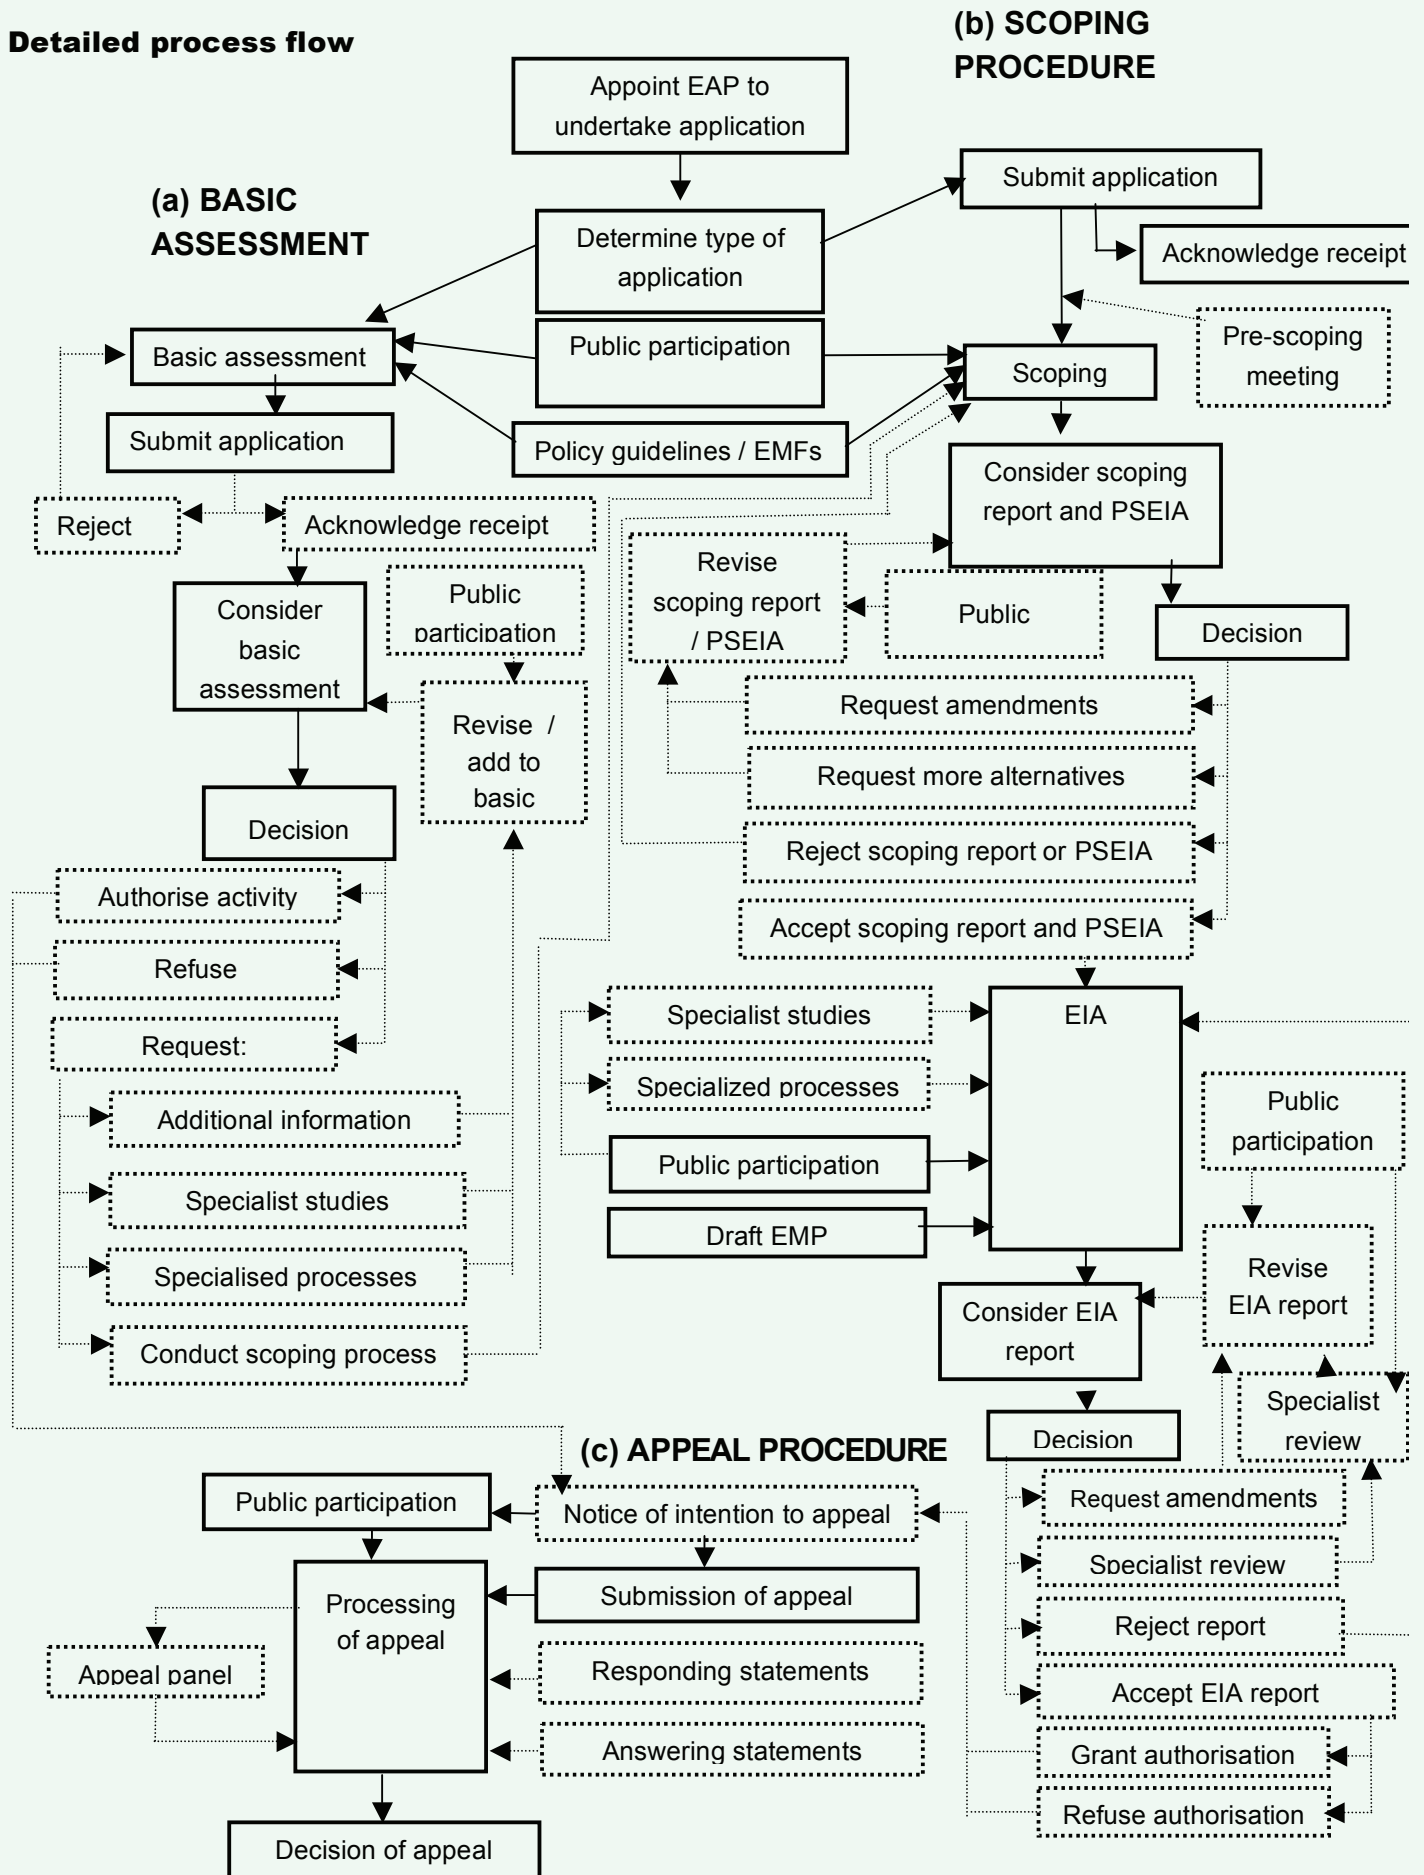 Detailed process flow
(b) SCOPING
PROCEDURE
Appoint EAP to
undertake application
Submit application
Acknowledge receipt
(a) BASIC
ASSESSMENT
Determine type of
application
Public participation
Policy guidelines / EMFs
Pre-scoping
meeting
Basic assessment
Submit application
Reject
Acknowledge receipt
Consider
basic
assessment
Public
participation
Revise / 
add to
basic
Decision
Authorise activity
Refuse
Request:
Additional information
Specialist studies
Specialised processes
Conduct scoping process
Scoping
Consider scoping
report and PSEIA
Revise
scoping report
/ PSEIA
Public
Decision
Request amendments
Request more alternatives
Reject scoping report or PSEIA
Accept scoping report and PSEIA
Specialist studies
Specialized processes
Public participation
Draft EMP
EIA
Public
participation
Revise
EIA report
Consider EIA
report
Specialist
review
Decision
Request amendments
Specialist review
Reject report
Accept EIA report
Grant authorisation
Refuse authorisation
(c) APPEAL PROCEDURE
Public participation
Notice of intention to appeal
Submission of appeal
Processing
of appeal
Appeal panel
Responding statements
Answering statements
Decision of appeal